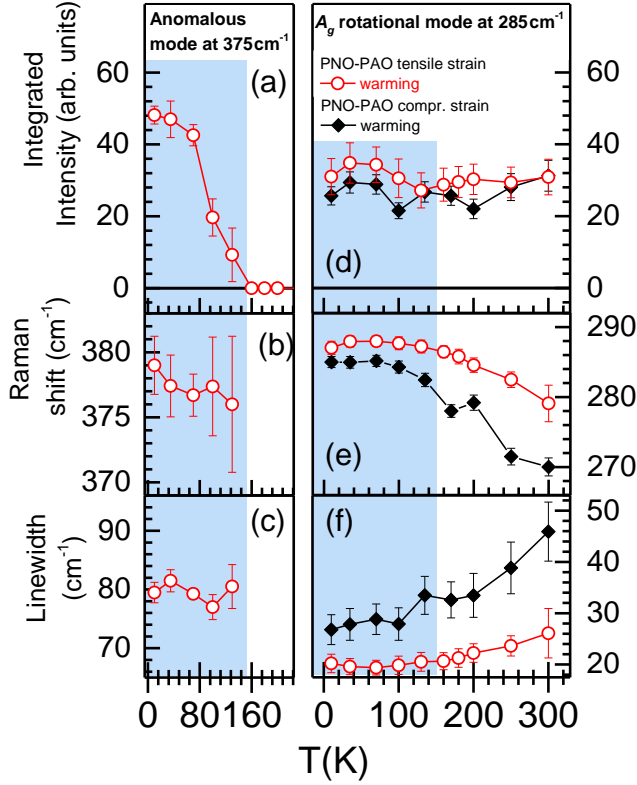 Anomalous
mode at 375cm⁻¹
A_g rotational mode at 285cm⁻¹
PNO-PAO tensile strain
warming
PNO-PAO compr. strain
warming
Integrated
Intensity (arb. units)
60
40
20
0
(a)
(d)
60
40
20
0
Raman
shift (cm⁻¹)
380
375
370
(b)
(e)
290
280
270
Linewidth
(cm⁻¹)
90
80
70
(c)
(f)
50
40
30
20
0 80 160
0 100 200 300
T(K)